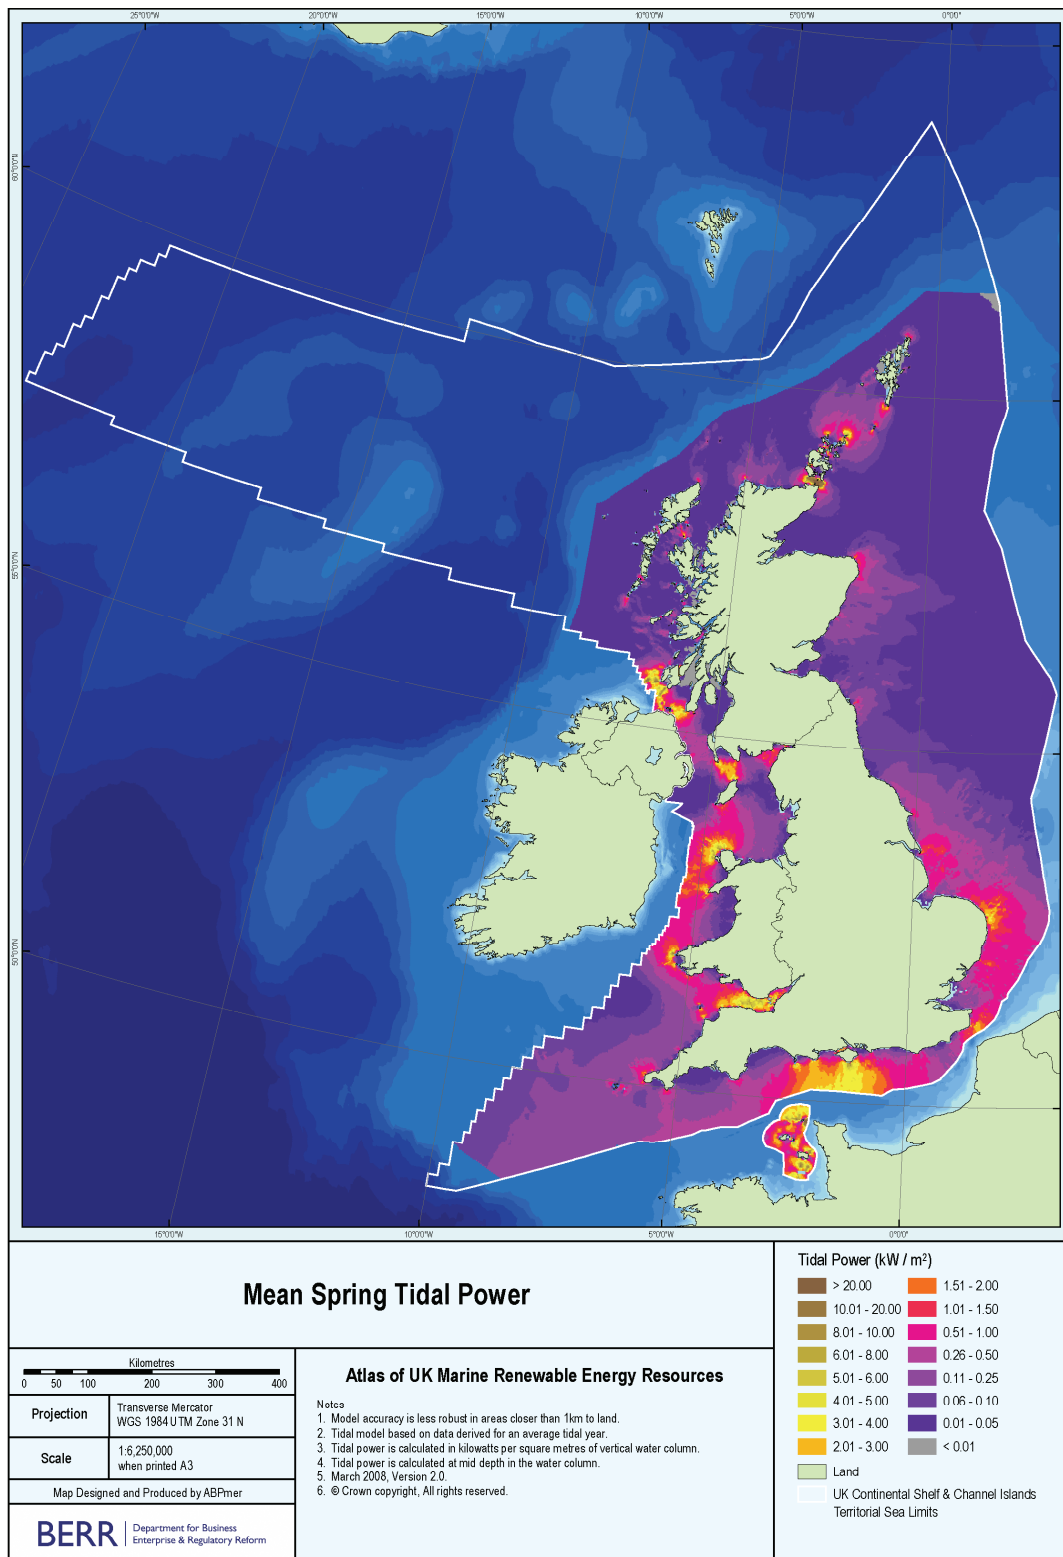 25°0'0"W 20°0'0"W 15°0'0"W 10°0'0"W 5°0'0"W 0°0'0"
60°0'0"N
55°0'0"N
50°0'0"N
15°0'0"W 10°0'0"W 5°0'0"W 0°0'0"
Mean Spring Tidal Power
Kilometres
0 50 100 200 300 400
Projection
Transverse Mercator
WGS 1984 UTM Zone 31 N
Scale
1:6,250,000
when printed A3
Map Designed and Produced by ABPmer
BERR
Department for Business
Enterprise & Regulatory Reform
Atlas of UK Marine Renewable Energy Resources
Notes
1. Model accuracy is less robust in areas closer than 1km to land.
2. Tidal model based on data derived for an average tidal year.
3. Tidal power is calculated in kilowatts per square metres of vertical water column.
4. Tidal power is calculated at mid depth in the water column.
5. March 2008, Version 2.0.
6. © Crown copyright, All rights reserved.
Tidal Power (kW / m²)
> 20.00 1.51 - 2.00
10.01 - 20.00 1.01 - 1.50
8.01 - 10.00 0.51 - 1.00
6.01 - 8.00 0.26 - 0.50
5.01 - 6.00 0.11 - 0.25
4.01 - 5.00 0.06 - 0.10
3.01 - 4.00 0.01 - 0.05
2.01 - 3.00 < 0.01
Land
UK Continental Shelf & Channel Islands
Territorial Sea Limits